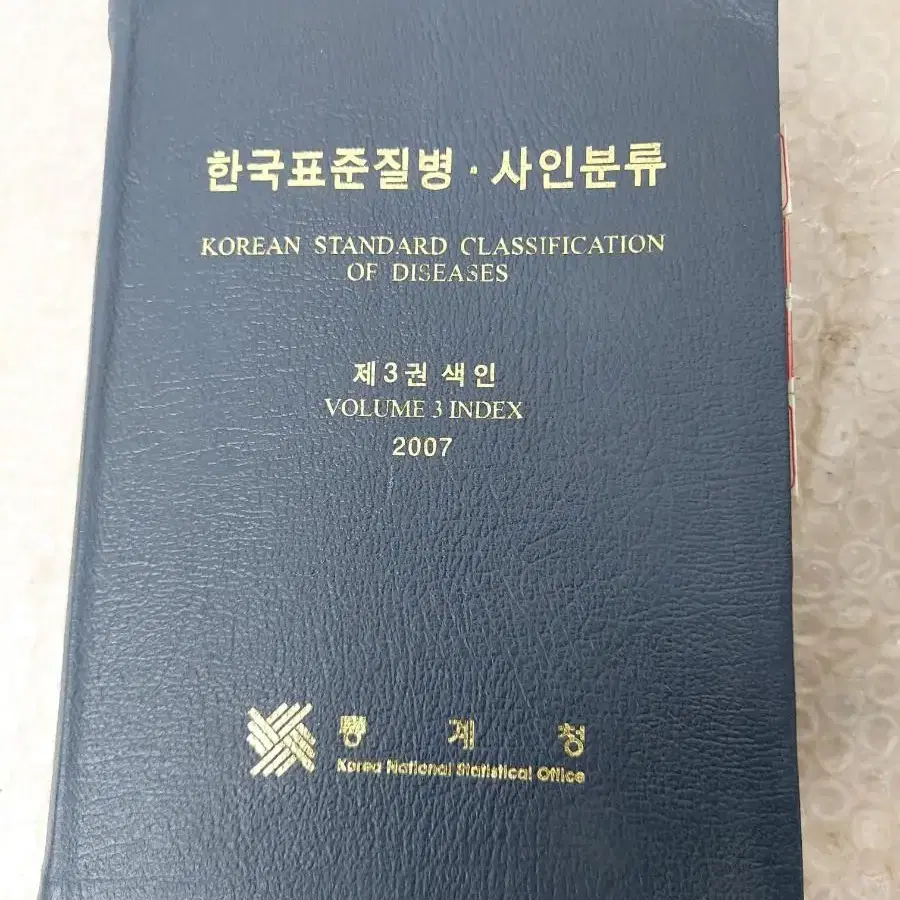 한국표준질병·사인분류
KOREAN STANDARD CLASSIFICATION
OF DISEASES
제3권 색인
VOLUME 3 INDEX
2007
통계청
Korea National Statistical Office